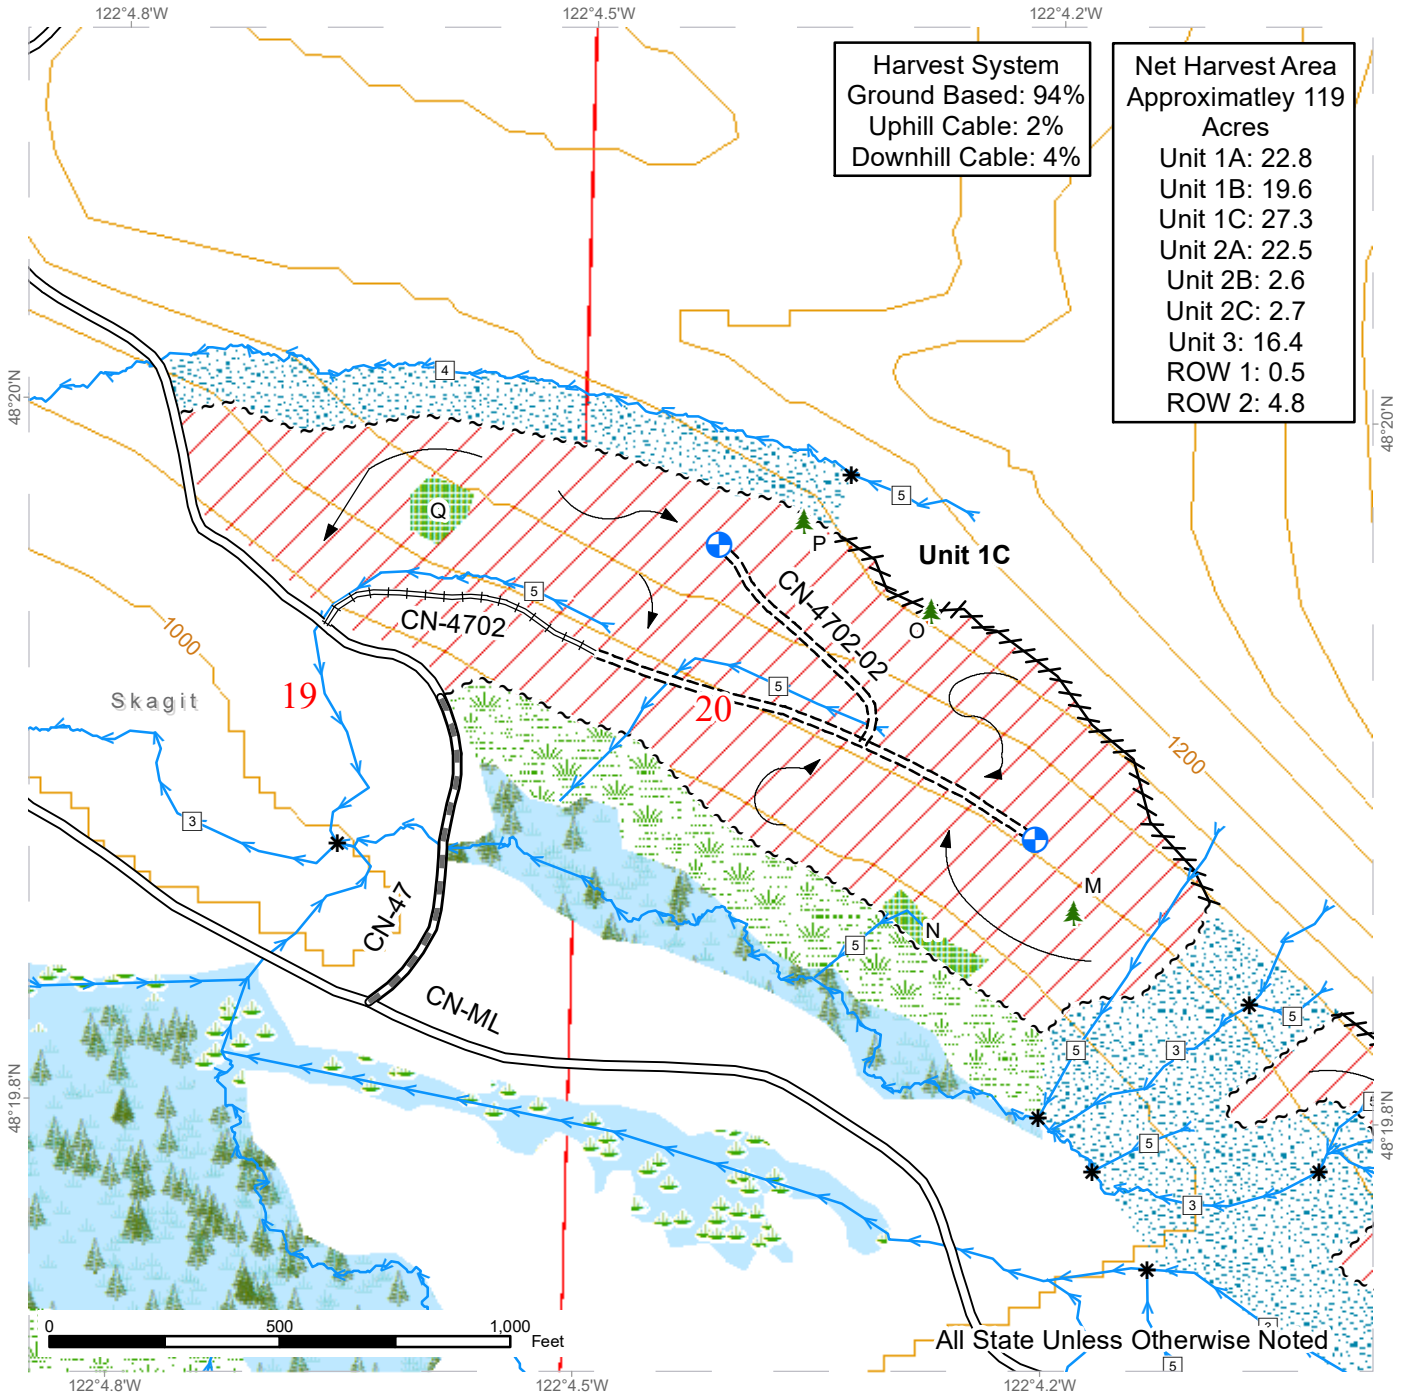 122°4.8'W
122°4.5'W
122°4.2'W
Harvest System
Ground Based: 94%
Uphill Cable: 2%
Downhill Cable: 4%
Net Harvest Area
Approximatley 119
Acres
Unit 1A: 22.8
Unit 1B: 19.6
Unit 1C: 27.3
Unit 2A: 22.5
Unit 2B: 2.6
Unit 2C: 2.7
Unit 3: 16.4
ROW 1: 0.5
ROW 2: 4.8
48°20'N
48°20'N
4
5
Q
P
Unit 1C
5
CN-4702
CN-4702-02
O
1000
Skagit
19
5
20
1200
3
M
CN-47
N
5
CN-ML
5
3
5
48°19.8'N
48°19.8'N
5
3
0
500
1,000
Feet
All State Unless Otherwise Noted
5
122°4.8'W
122°4.5'W
122°4.2'W